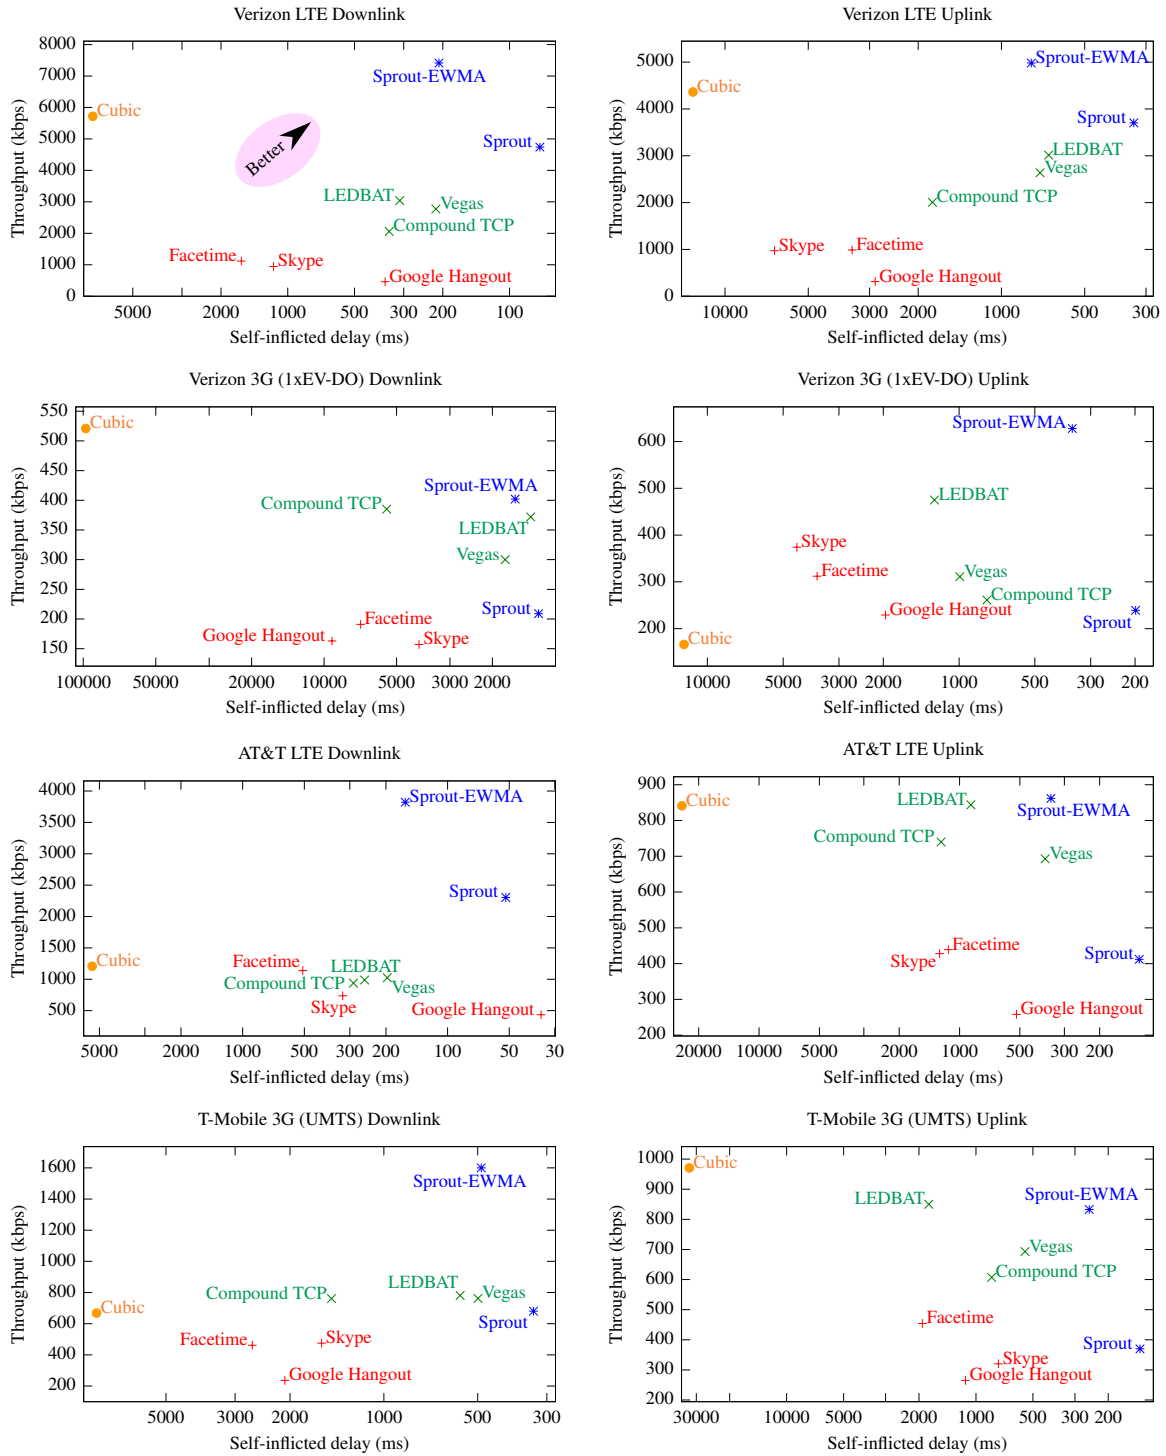 Verizon LTE Downlink
Throughput (kbps)
8000
7000
6000
5000
4000
3000
2000
1000
0
Sprout-EWMA
Cubic
Better
Sprout
LEDBAT
Vegas
Compound TCP
Facetime
Skype
Google Hangout
5000 2000 1000 500 300 200 100
Self-inflicted delay (ms)
Verizon LTE Uplink
Throughput (kbps)
5000
4000
3000
2000
1000
0
Sprout-EWMA
Cubic
Sprout
LEDBAT
Vegas
Compound TCP
Skype
Facetime
Google Hangout
10000 5000 3000 2000 1000 500 300
Self-inflicted delay (ms)
Verizon 3G (1xEV-DO) Downlink
Throughput (kbps)
550
500
450
400
350
300
250
200
150
Cubic
Sprout-EWMA
Compound TCP
LEDBAT
Vegas
Sprout
Facetime
Google Hangout
Skype
100000 50000 20000 10000 5000 3000 2000
Self-inflicted delay (ms)
Verizon 3G (1xEV-DO) Uplink
Throughput (kbps)
600
500
400
300
200
Sprout-EWMA
LEDBAT
Skype
Facetime
Vegas
Compound TCP
Google Hangout
Sprout
Cubic
10000 5000 3000 2000 1000 500 300 200
Self-inflicted delay (ms)
AT&T LTE Downlink
Throughput (kbps)
4000
3500
3000
2500
2000
1500
1000
500
Sprout-EWMA
Sprout
Cubic
Facetime
LEDBAT
Compound TCP
Vegas
Skype
Google Hangout
5000 2000 1000 500 300 200 100 50 30
Self-inflicted delay (ms)
AT&T LTE Uplink
Throughput (kbps)
900
800
700
600
500
400
300
200
Cubic
LEDBAT
Sprout-EWMA
Compound TCP
Vegas
Facetime
Skype
Sprout
Google Hangout
20000 10000 5000 2000 1000 500 300 200
Self-inflicted delay (ms)
T-Mobile 3G (UMTS) Downlink
Throughput (kbps)
1600
1400
1200
1000
800
600
400
200
Sprout-EWMA
LEDBAT
Compound TCP
Vegas
Cubic
Sprout
Facetime
Skype
Google Hangout
5000 3000 2000 1000 500 300
Self-inflicted delay (ms)
T-Mobile 3G (UMTS) Uplink
Throughput (kbps)
1000
900
800
700
600
500
400
300
200
Cubic
LEDBAT
Sprout-EWMA
Vegas
Compound TCP
Facetime
Sprout
Skype
Google Hangout
30000 10000 5000 2000 1000 500 300 200
Self-inflicted delay (ms)